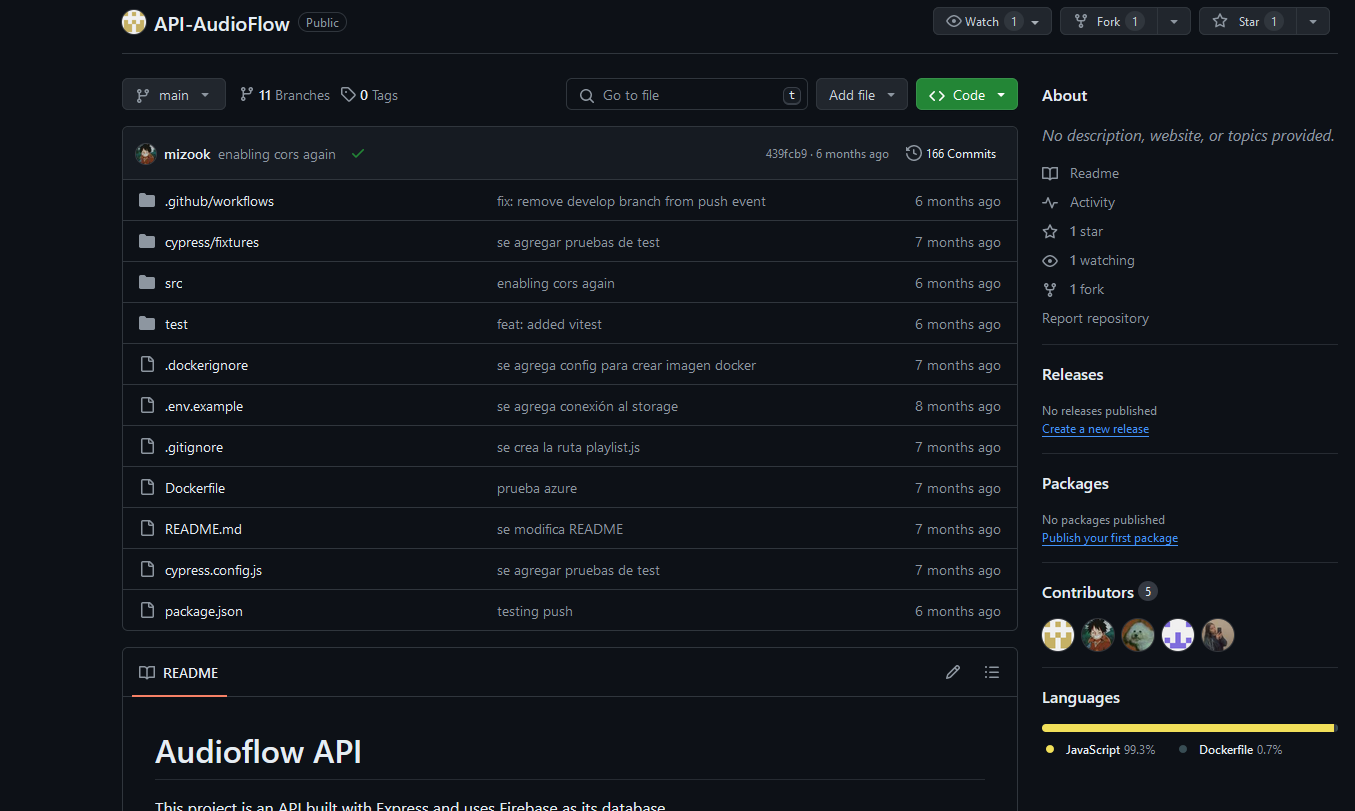 API-AudioFlow Public Watch 1 Fork 1 Star 1
main 11 Branches 0 Tags Go to file t Add file Code
mizook enabling cors again 439fcb9 · 6 months ago 166 Commits
.github/workflows fix: remove develop branch from push event 6 months ago
cypress/fixtures se agregar pruebas de test 7 months ago
src enabling cors again 6 months ago
test feat: added vitest 6 months ago
.dockerignore se agrega config para crear imagen docker 7 months ago
.env.example se agrega conexión al storage 8 months ago
.gitignore se crea la ruta playlist.js 7 months ago
Dockerfile prueba azure 7 months ago
README.md se modifica README 7 months ago
cypress.config.js se agregar pruebas de test 7 months ago
package.json testing push 6 months ago
README
Audioflow API
This project is an API built with Express and uses Firebase as its database
About
No description, website, or topics provided.
Readme
Activity
1 star
1 watching
1 fork
Report repository
Releases
No releases published
Create a new release
Packages
No packages published
Publish your first package
Contributors 5
Languages
JavaScript 99.3% Dockerfile 0.7%